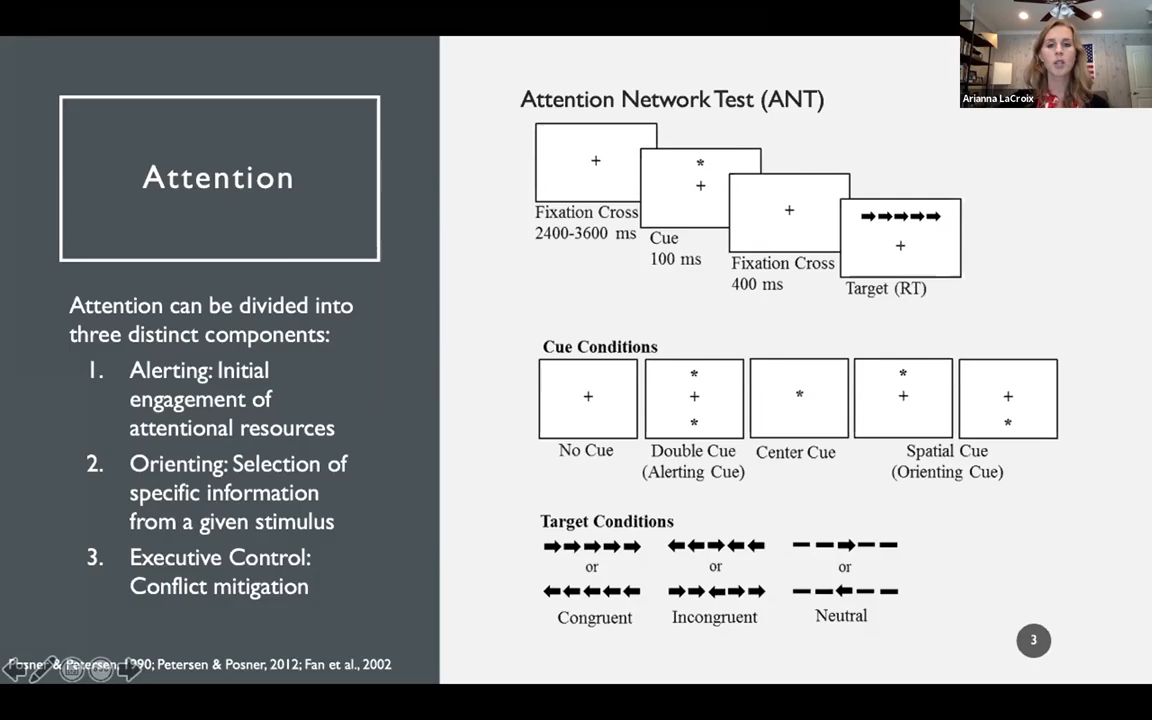 Attention
Attention can be divided into
three distinct components:
1. Alerting: Initial
engagement of
attentional resources
2. Orienting: Selection of
specific information
from a given stimulus
3. Executive Control:
Conflict mitigation
Posner & Petersen, 1990; Petersen & Posner, 2012; Fan et al., 2002
Attention Network Test (ANT)
+
Fixation Cross
2400-3600 ms
*
+
Cue
100 ms
+
Fixation Cross
400 ms
+
Target (RT)
Cue Conditions
+
No Cue
*
+
*
Double Cue
(Alerting Cue)
*
Center Cue
*
+
+
*
Spatial Cue
(Orienting Cue)
Target Conditions
or
Congruent
or
Incongruent
or
Neutral
3
Arianna LaCroix